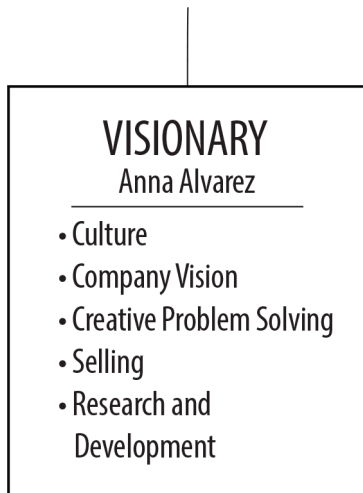 VISIONARY
Anna Alvarez
• Culture
• Company Vision
• Creative Problem Solving
• Selling
• Research and
Development